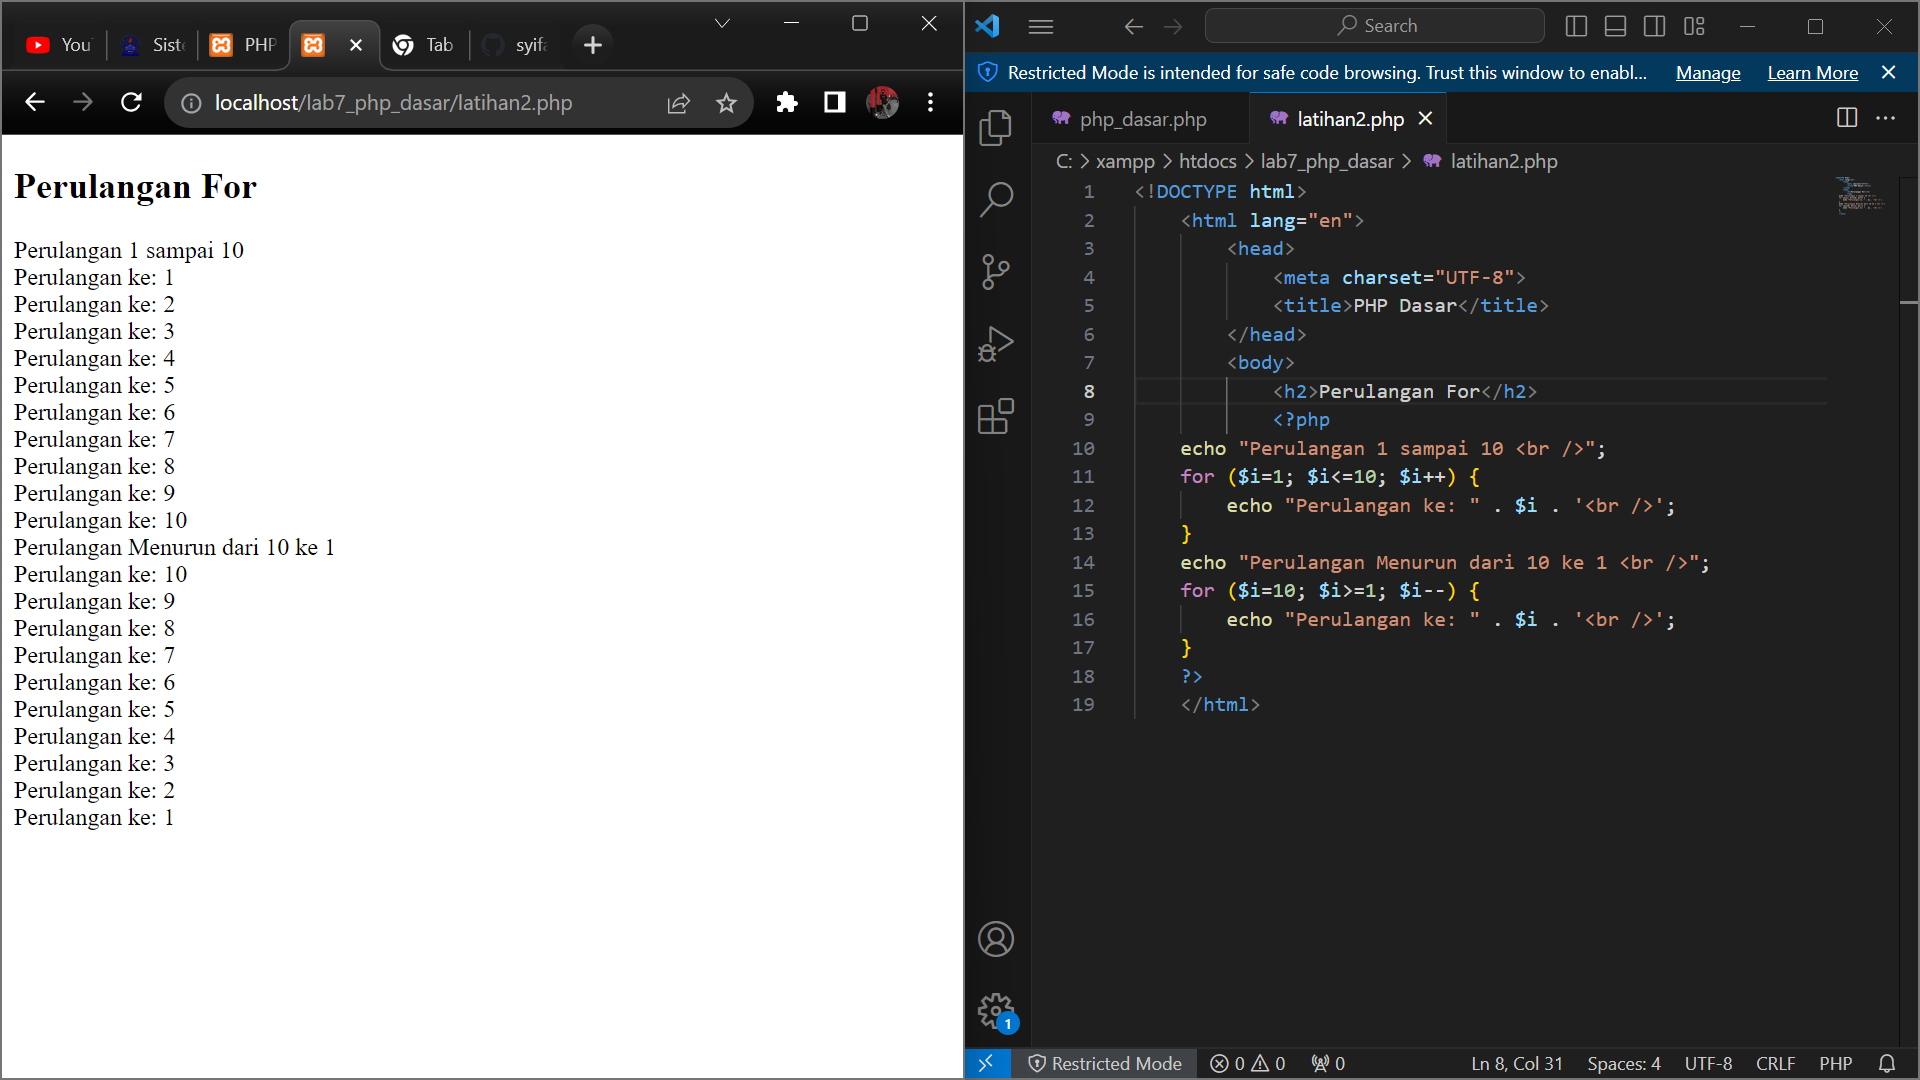 You
Sist
PHP
Tab
syifa
localhost/lab7_php_dasar/latihan2.php
Perulangan For
Perulangan 1 sampai 10
Perulangan ke: 1
Perulangan ke: 2
Perulangan ke: 3
Perulangan ke: 4
Perulangan ke: 5
Perulangan ke: 6
Perulangan ke: 7
Perulangan ke: 8
Perulangan ke: 9
Perulangan ke: 10
Perulangan Menurun dari 10 ke 1
Perulangan ke: 10
Perulangan ke: 9
Perulangan ke: 8
Perulangan ke: 7
Perulangan ke: 6
Perulangan ke: 5
Perulangan ke: 4
Perulangan ke: 3
Perulangan ke: 2
Perulangan ke: 1
Search
Restricted Mode is intended for safe code browsing. Trust this window to enabl... Manage Learn More
php_dasar.php latihan2.php
C: > xampp > htdocs > lab7_php_dasar > latihan2.php
1 <!DOCTYPE html>
2 <html lang="en">
3 <head>
4 <meta charset="UTF-8">
5 <title>PHP Dasar</title>
6 </head>
7 <body>
8 <h2>Perulangan For</h2>
9 <?php
10 echo "Perulangan 1 sampai 10 <br />";
11 for ($i=1; $i<=10; $i++) {
12 echo "Perulangan ke: " . $i . '<br />';
13 }
14 echo "Perulangan Menurun dari 10 ke 1 <br />";
15 for ($i=10; $i>=1; $i--) {
16 echo "Perulangan ke: " . $i . '<br />';
17 }
18 ?>
19 </html>
1
Restricted Mode 0 0 0 Ln 8, Col 31 Spaces: 4 UTF-8 CRLF PHP